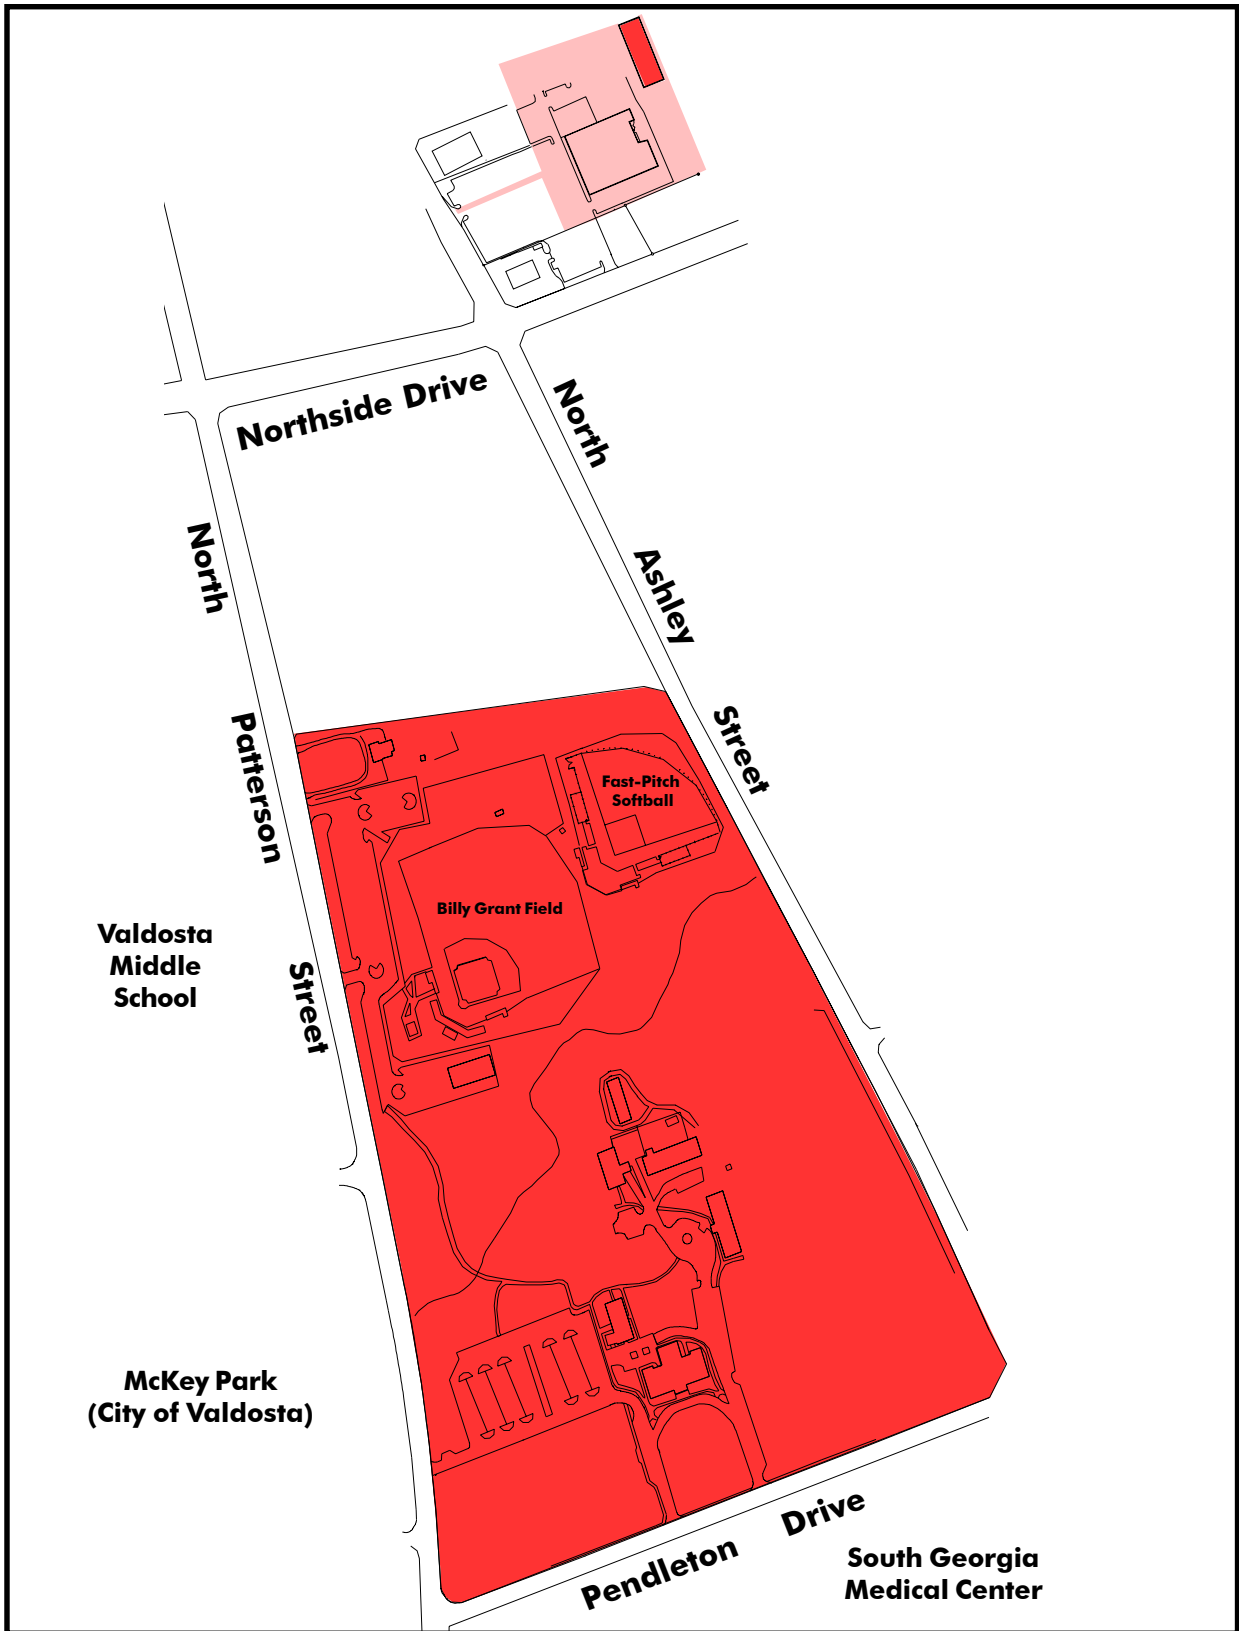 Northside Drive
North
Ashley
Street
North
Patterson
Street
Fast-Pitch
Softball
Billy Grant Field
Valdosta
Middle
School
McKey Park
(City of Valdosta)
Pendleton Drive
South Georgia
Medical Center